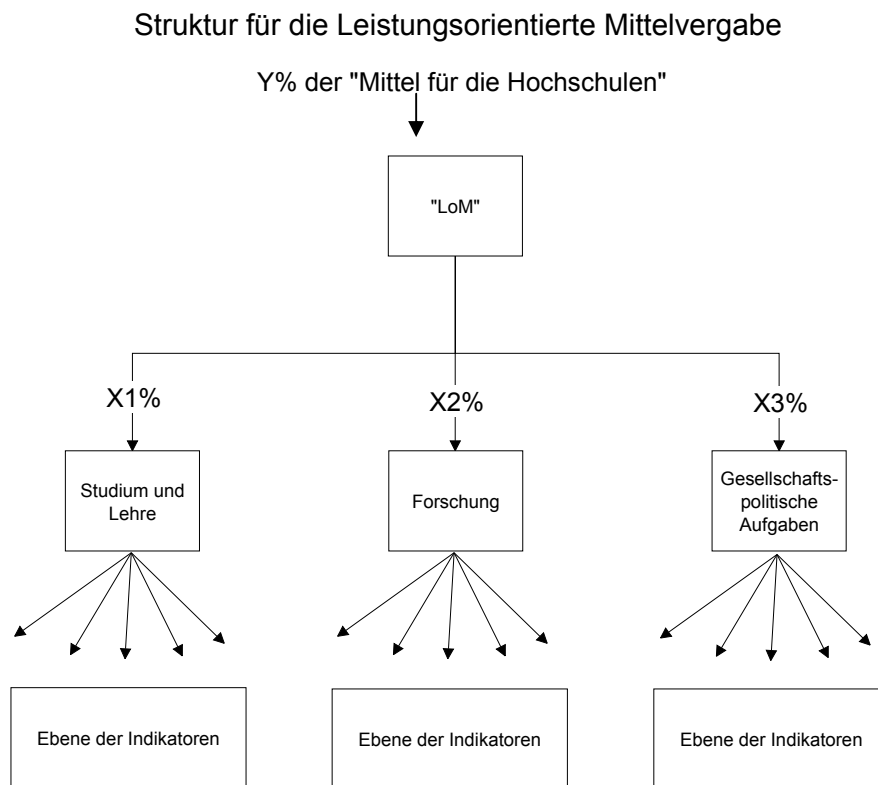 Struktur für die Leistungsorientierte Mittelvergabe
Y% der "Mittel für die Hochschulen"
"LoM"
X1%
X2%
X3%
Studium und
Lehre
Forschung
Gesellschafts-
politische
Aufgaben
Ebene der Indikatoren
Ebene der Indikatoren
Ebene der Indikatoren